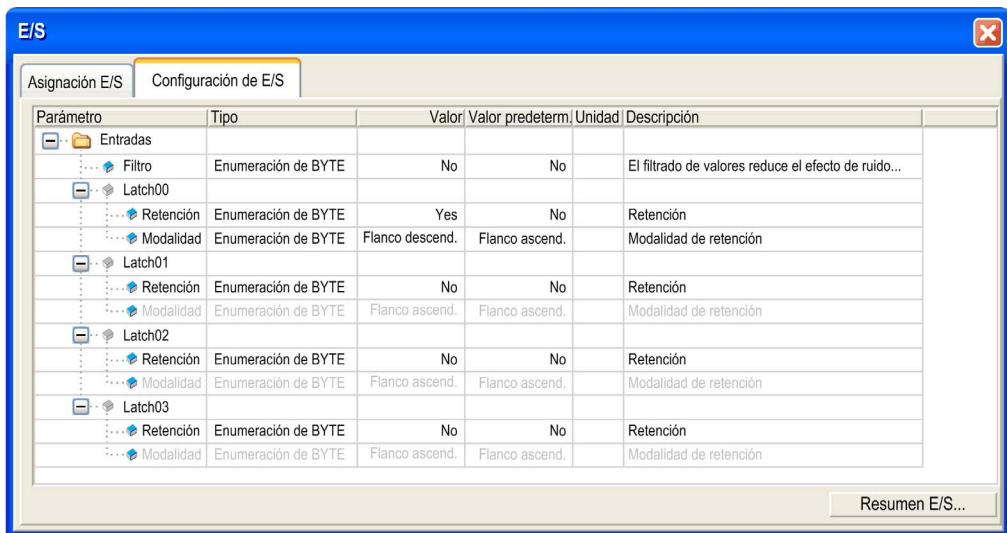 E/S
Asignación E/S Configuración de E/S
Parámetro Tipo Valor Valor predeterm. Unidad Descripción
Entradas
Filtro Enumeración de BYTE No No El filtrado de valores reduce el efecto de ruido...
Latch00
Retención Enumeración de BYTE Yes No Retención
Modalidad Enumeración de BYTE Flanco descend. Flanco ascend. Modalidad de retención
Latch01
Retención Enumeración de BYTE No No Retención
Modalidad Enumeración de BYTE Flanco ascend. Flanco ascend. Modalidad de retención
Latch02
Retención Enumeración de BYTE No No Retención
Modalidad Enumeración de BYTE Flanco ascend. Flanco ascend. Modalidad de retención
Latch03
Retención Enumeración de BYTE No No Retención
Modalidad Enumeración de BYTE Flanco ascend. Flanco ascend. Modalidad de retención
Resumen E/S...